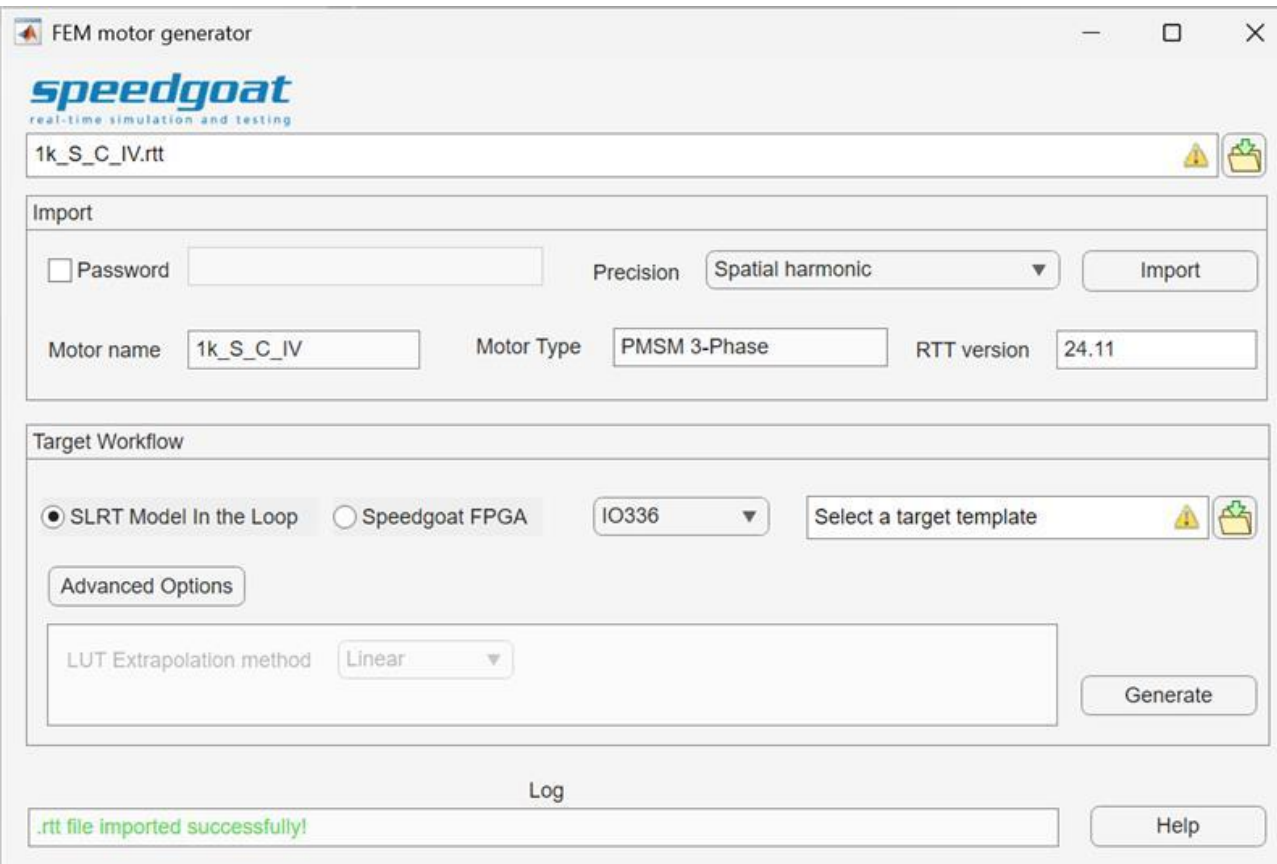 FEM motor generator
speedgoat
real-time simulation and testing
1k_S_C_IV.rtt
Import
Password
Precision
Spatial harmonic
Import
Motor name
1k_S_C_IV
Motor Type
PMSM 3-Phase
RTT version
24.11
Target Workflow
SLRT Model In the Loop
Speedgoat FPGA
IO336
Select a target template
Advanced Options
LUT Extrapolation method
Linear
Generate
Log
.rtt file imported successfully!
Help